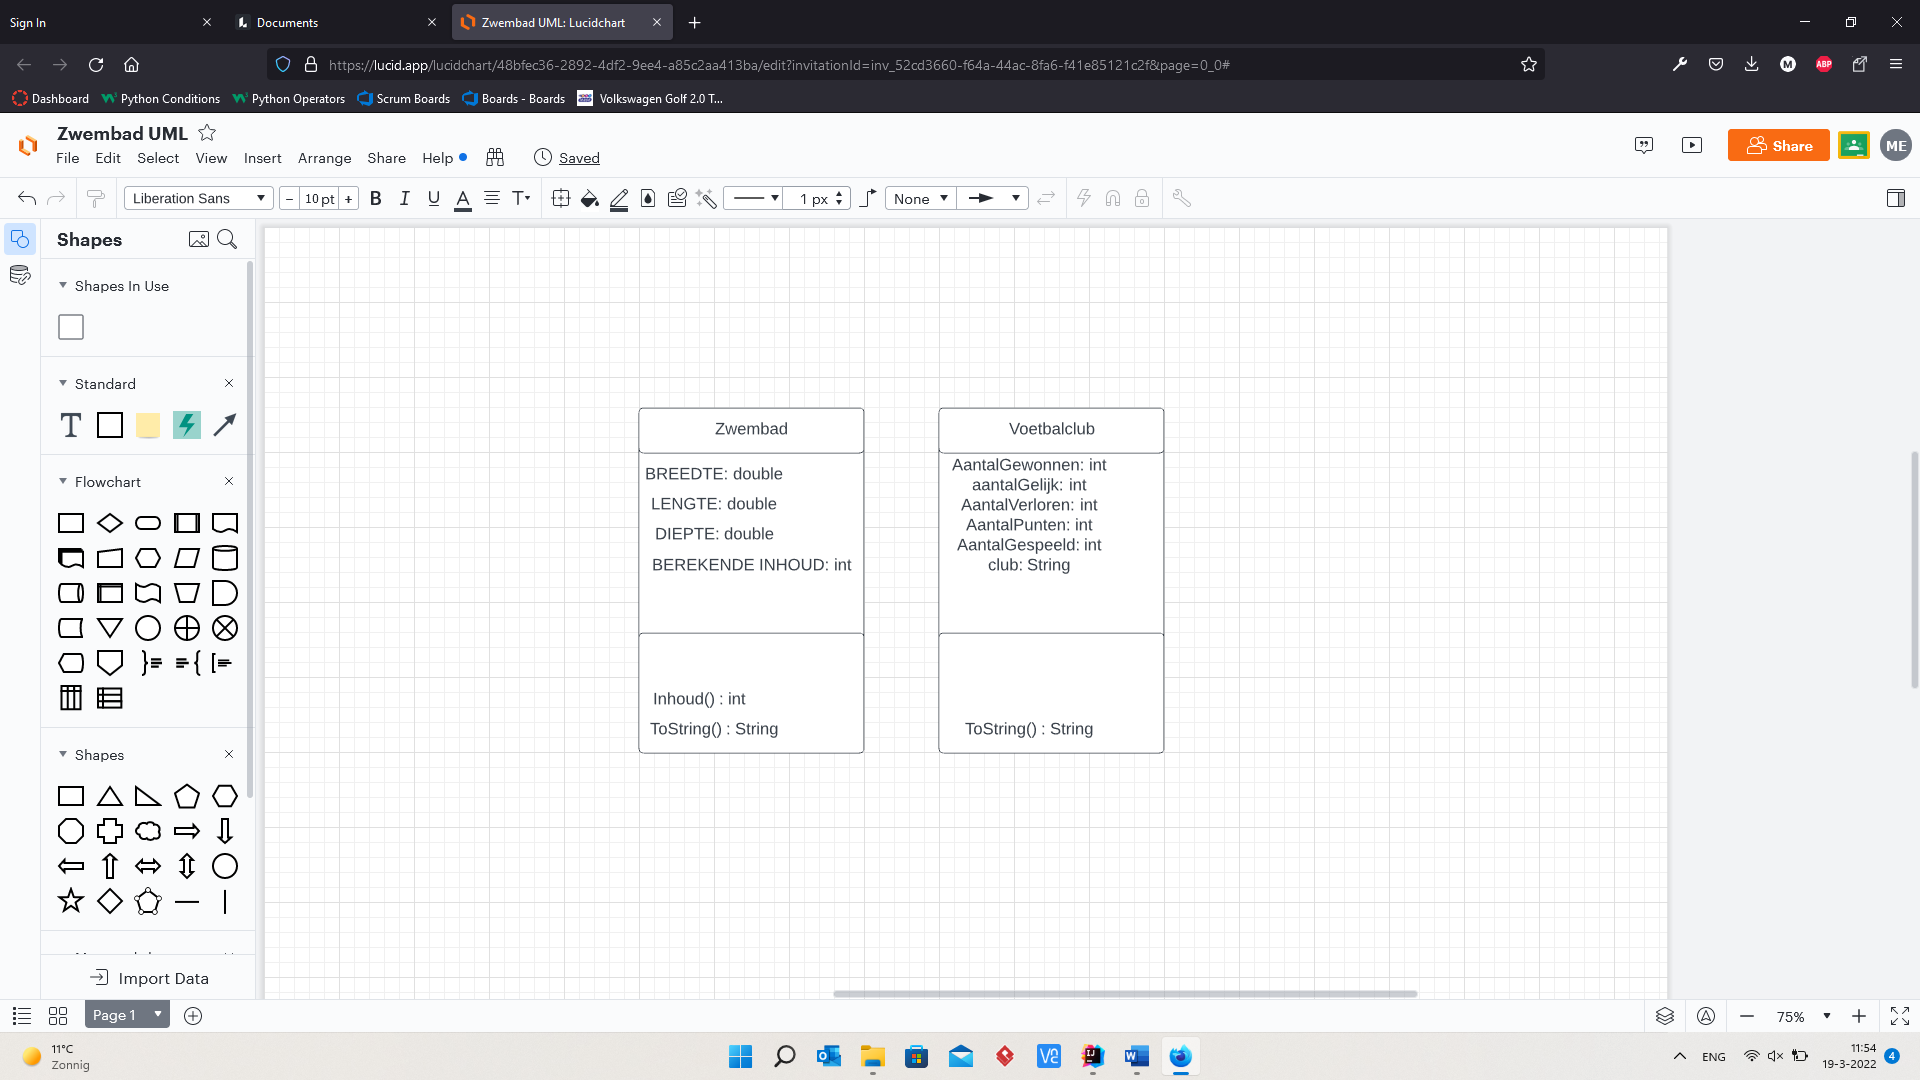 Sign In
Documents
Zwembad UML: Lucidchart
https://lucid.app/lucidchart/48bfec36-2892-4df2-9ee4-a85c2aa413ba/edit?invitationId=inv_52cd3660-f64a-44ac-8fa6-f41e85121c2f&page=0_0#
M
ABP
Dashboard
Python Conditions
Python Operators
Scrum Boards
Boards - Boards
Volkswagen Golf 2.0 T...
Zwembad UML
File Edit Select View Insert Arrange Share Help
Saved
Share
ME
Liberation Sans
− 10 pt +
B I U A T
1 px
None
Shapes
Shapes In Use
Standard
T
Flowchart
Shapes
Import Data
Zwembad
BREEDTE: double
LENGTE: double
DIEPTE: double
BEREKENDE INHOUD: int
Inhoud() : int
ToString() : String
Voetbalclub
AantalGewonnen: int
aantalGelijk: int
AantalVerloren: int
AantalPunten: int
AantalGespeeld: int
club: String
ToString() : String
Page 1
75%
11°C
Zonnig
ENG
11:54
19-3-2022
4